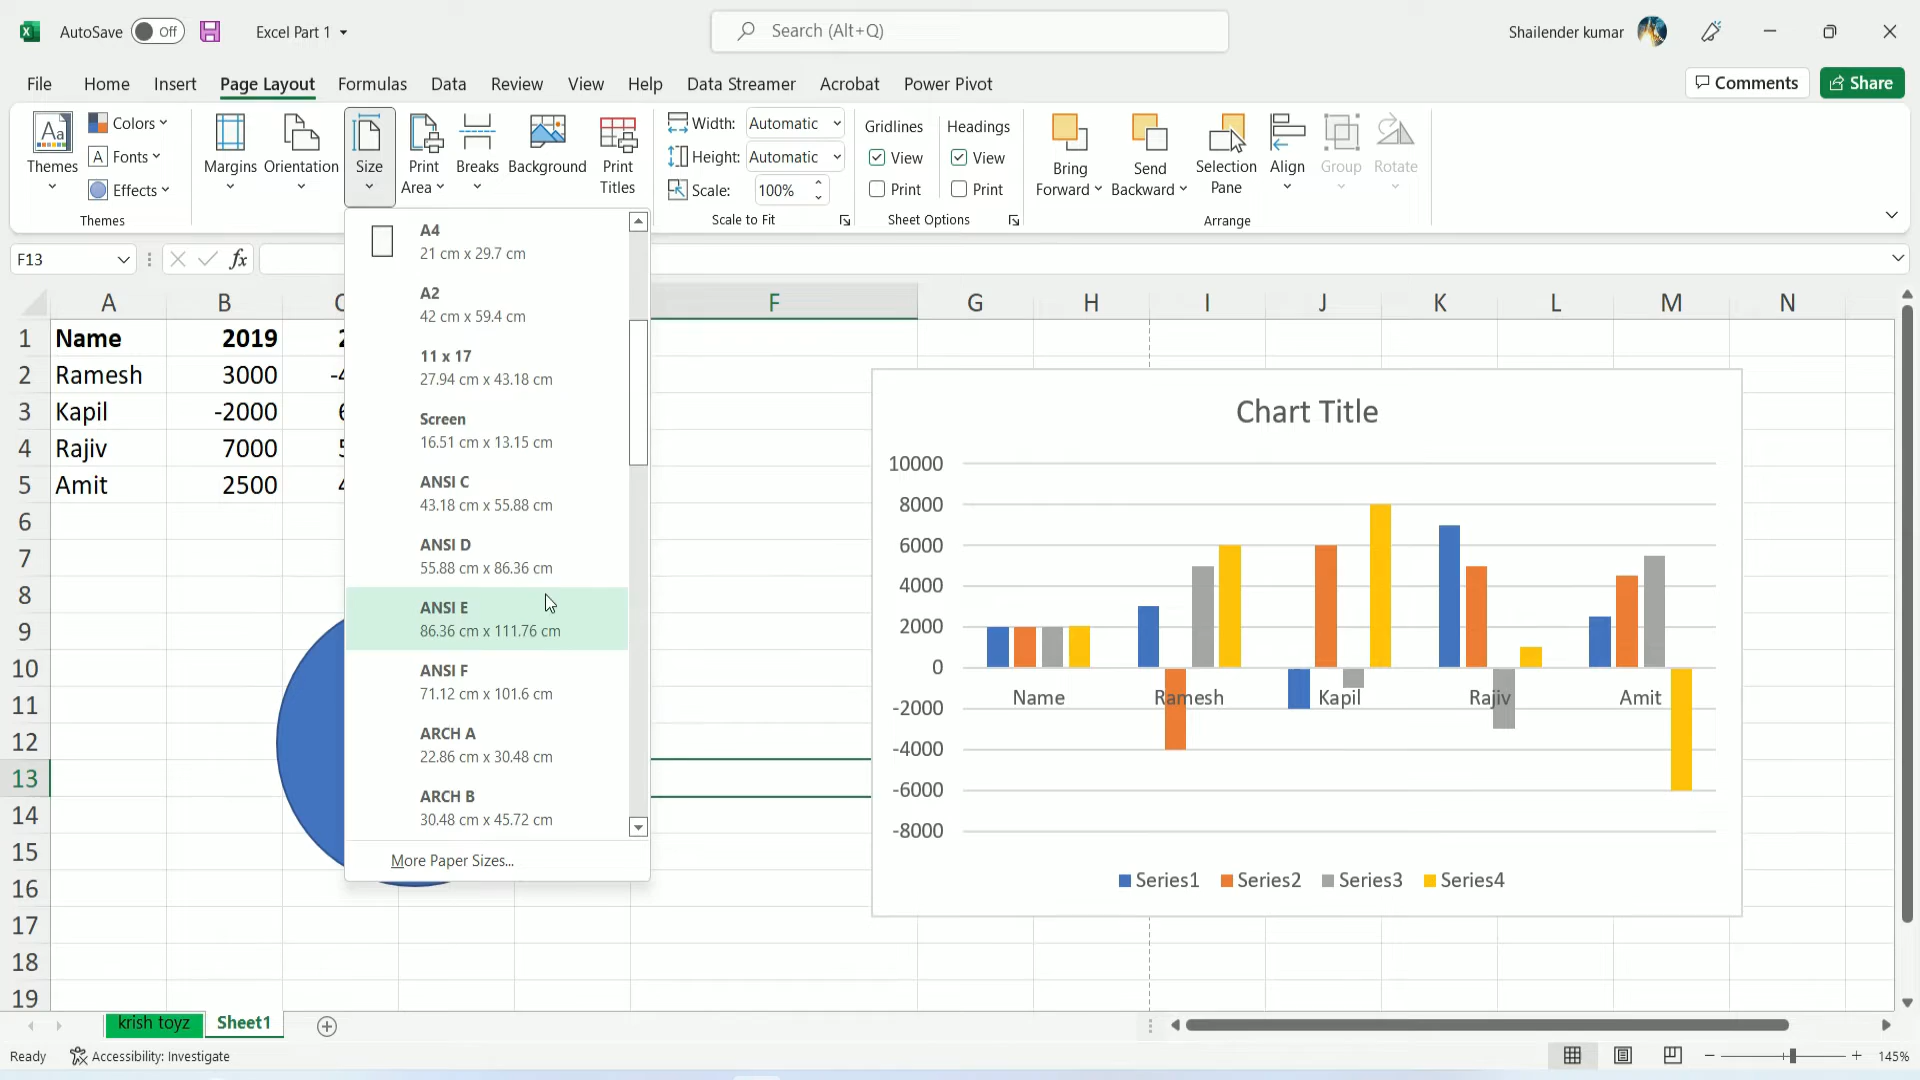 AutoSave Off Excel Part 1 Search (Alt+Q) Shailender kumar
File Home Insert Page Layout Formulas Data Review View Help Data Streamer Acrobat Power Pivot Comments Share
Themes
Colors
Fonts
Effects
Themes
Margins
Orientation
Size
Print
Area
Breaks
Background
Print
Titles
Width: Automatic
Height: Automatic
Scale: 100%
Scale to Fit
Gridlines
View
Print
Headings
View
Print
Sheet Options
Bring
Forward
Send
Backward
Selection
Pane
Align
Group
Rotate
Arrange
F13 fx
A4
21 cm x 29.7 cm
A2
42 cm x 59.4 cm
11 x 17
27.94 cm x 43.18 cm
Screen
16.51 cm x 13.15 cm
ANSI C
43.18 cm x 55.88 cm
ANSI D
55.88 cm x 86.36 cm
ANSI E
86.36 cm x 111.76 cm
ANSI F
71.12 cm x 101.6 cm
ARCH A
22.86 cm x 30.48 cm
ARCH B
30.48 cm x 45.72 cm
More Paper Sizes...
A B F G H I J K L M N
1 Name 2019
2 Ramesh 3000
3 Kapil -2000
4 Rajiv 7000
5 Amit 2500
6
7
8
9
10
11
12
13
14
15
16
17
18
19
Chart Title
10000
8000
6000
4000
2000
0
-2000
-4000
-6000
-8000
Name Ramesh Kapil Rajiv Amit
Series1 Series2 Series3 Series4
krish toyz Sheet1
Ready Accessibility: Investigate 145%